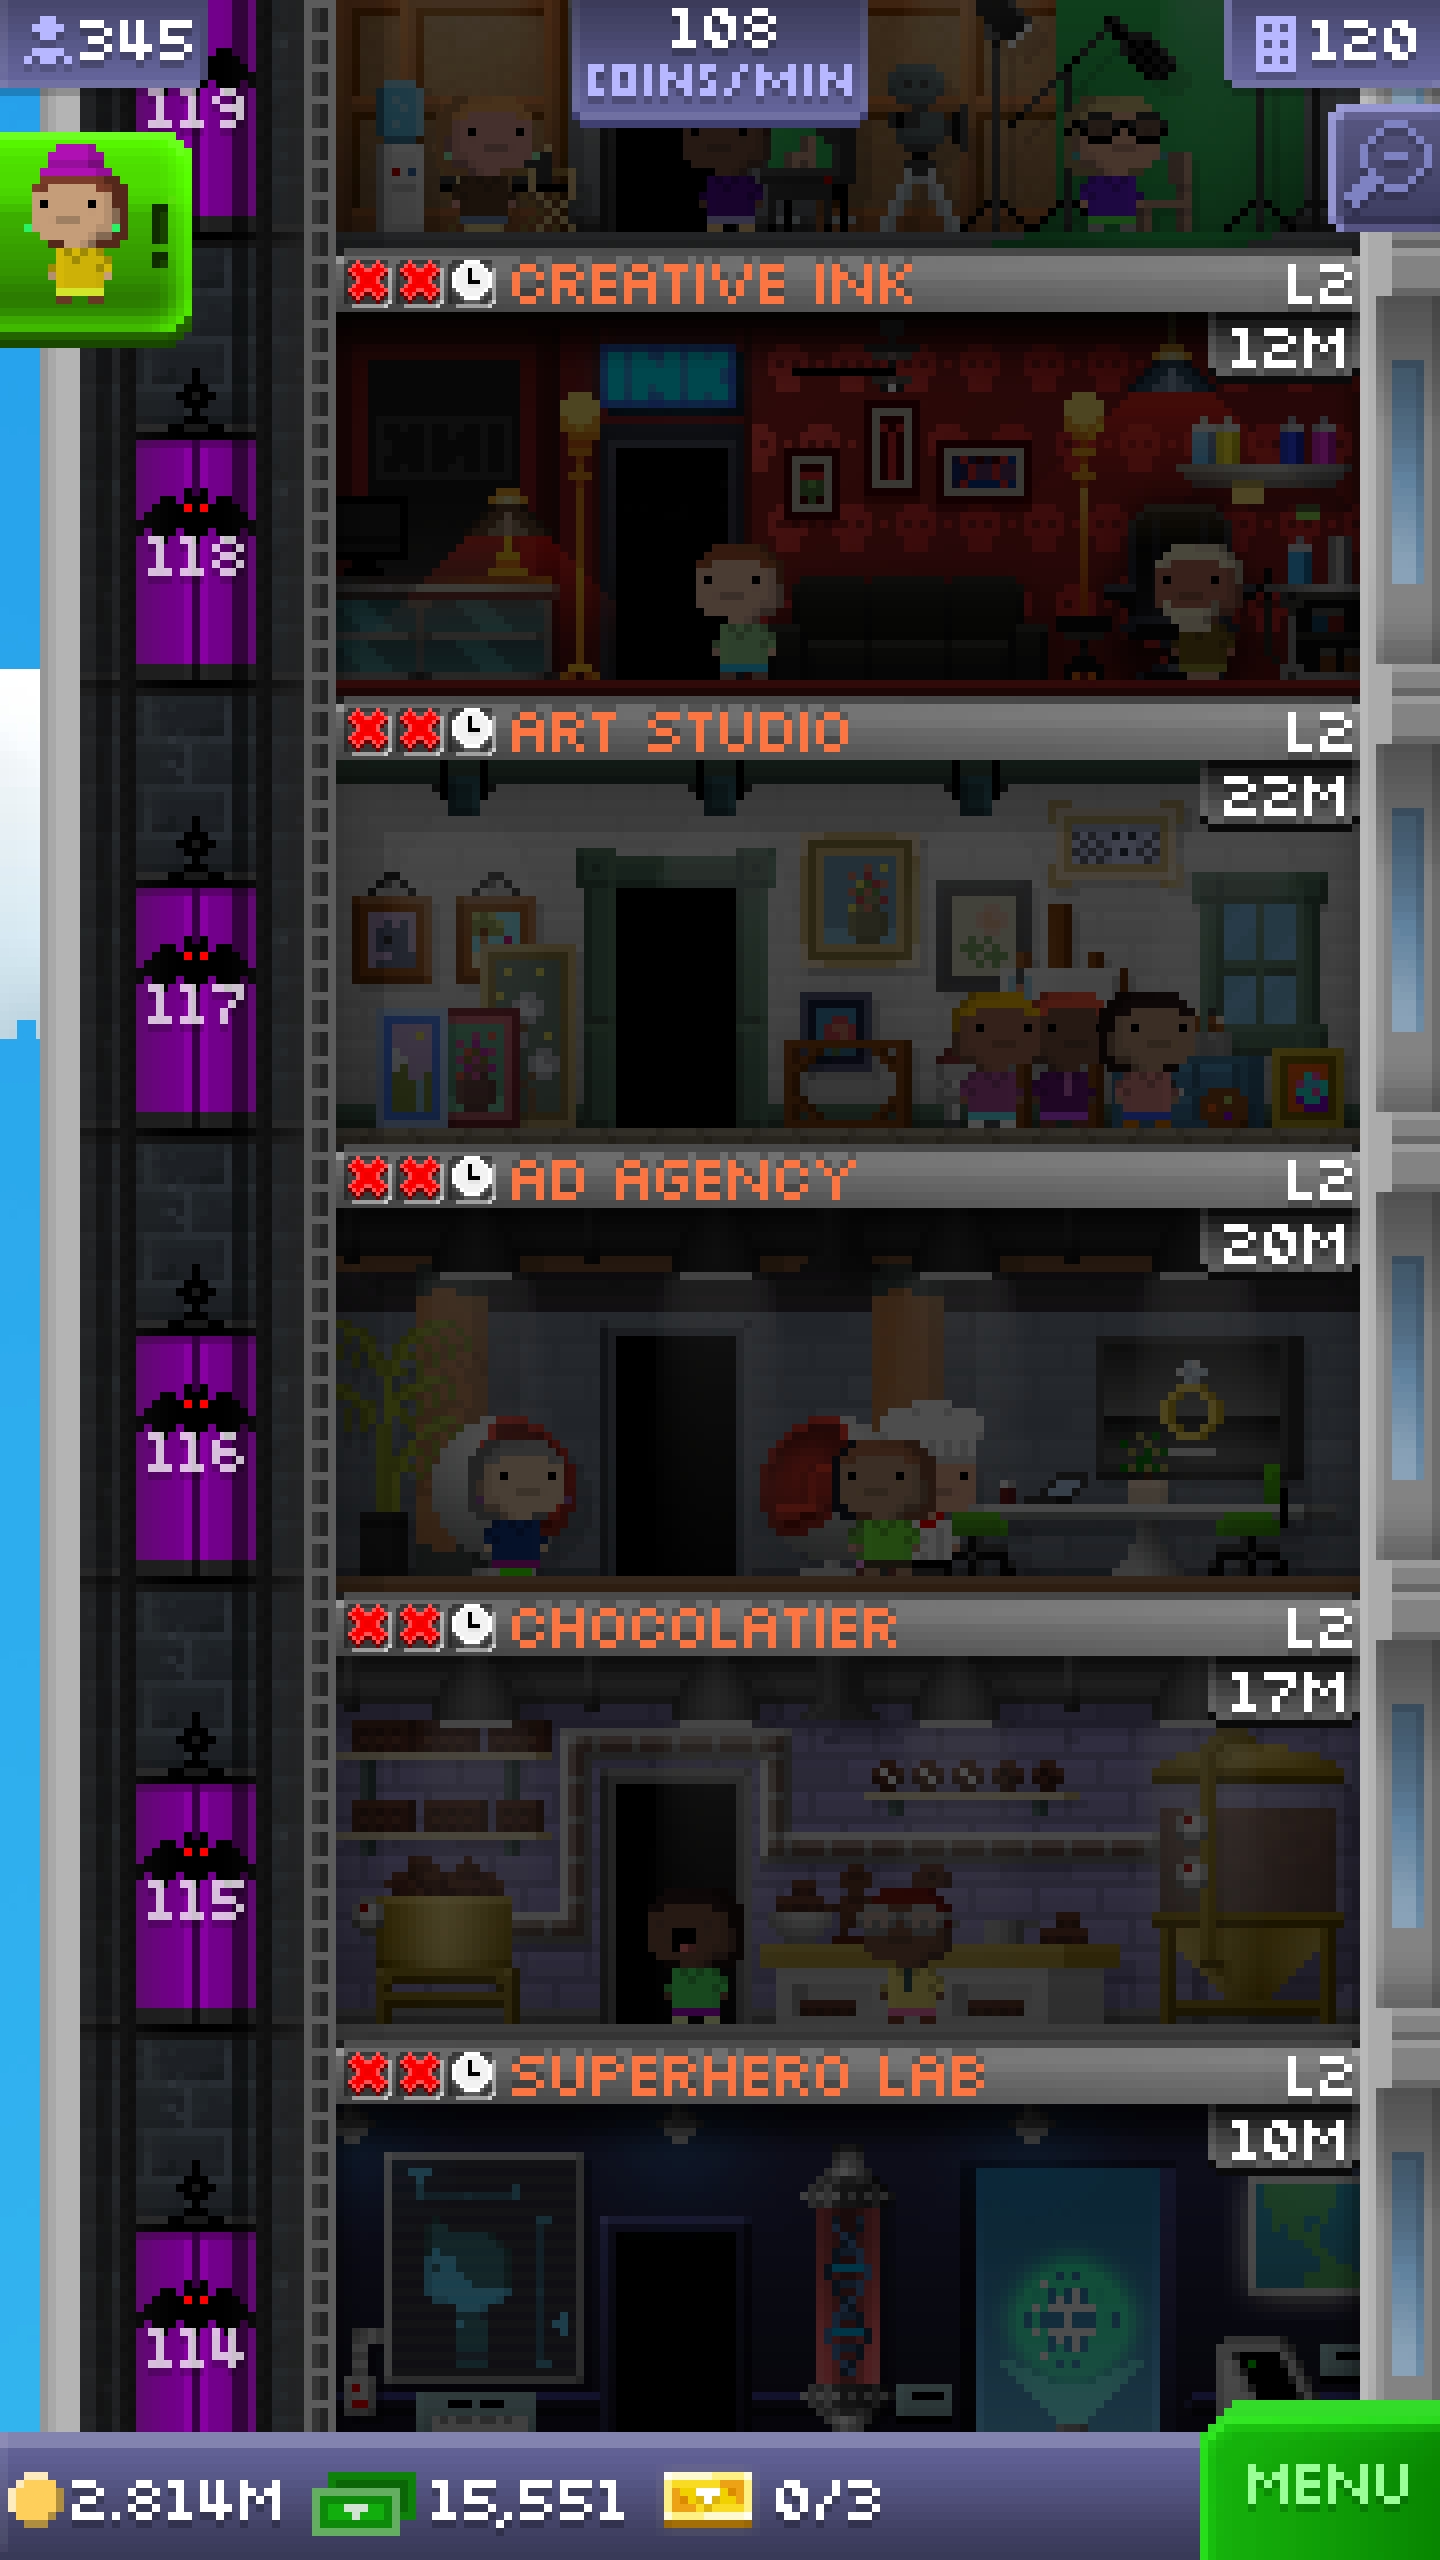 345
108
COINS/MIN
120
119
!
CREATIVE INK L2
12M
INK
118
ART STUDIO L2
22M
117
AD AGENCY L2
20M
116
CHOCOLATIER L2
17M
115
SUPERHERO LAB L2
10M
114
2.814M 15,551 0/3
MENU